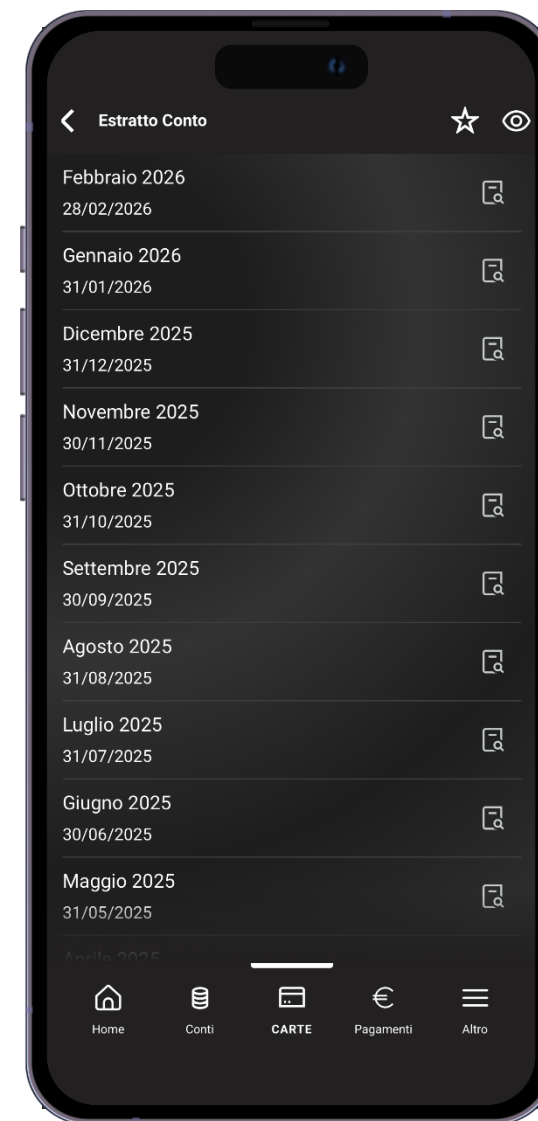 Estratto Conto
Febbraio 2026
28/02/2026
Gennaio 2026
31/01/2026
Dicembre 2025
31/12/2025
Novembre 2025
30/11/2025
Ottobre 2025
31/10/2025
Settembre 2025
30/09/2025
Agosto 2025
31/08/2025
Luglio 2025
31/07/2025
Giugno 2025
30/06/2025
Maggio 2025
31/05/2025
Aprile 2025
Home Conti CARTE Pagamenti Altro